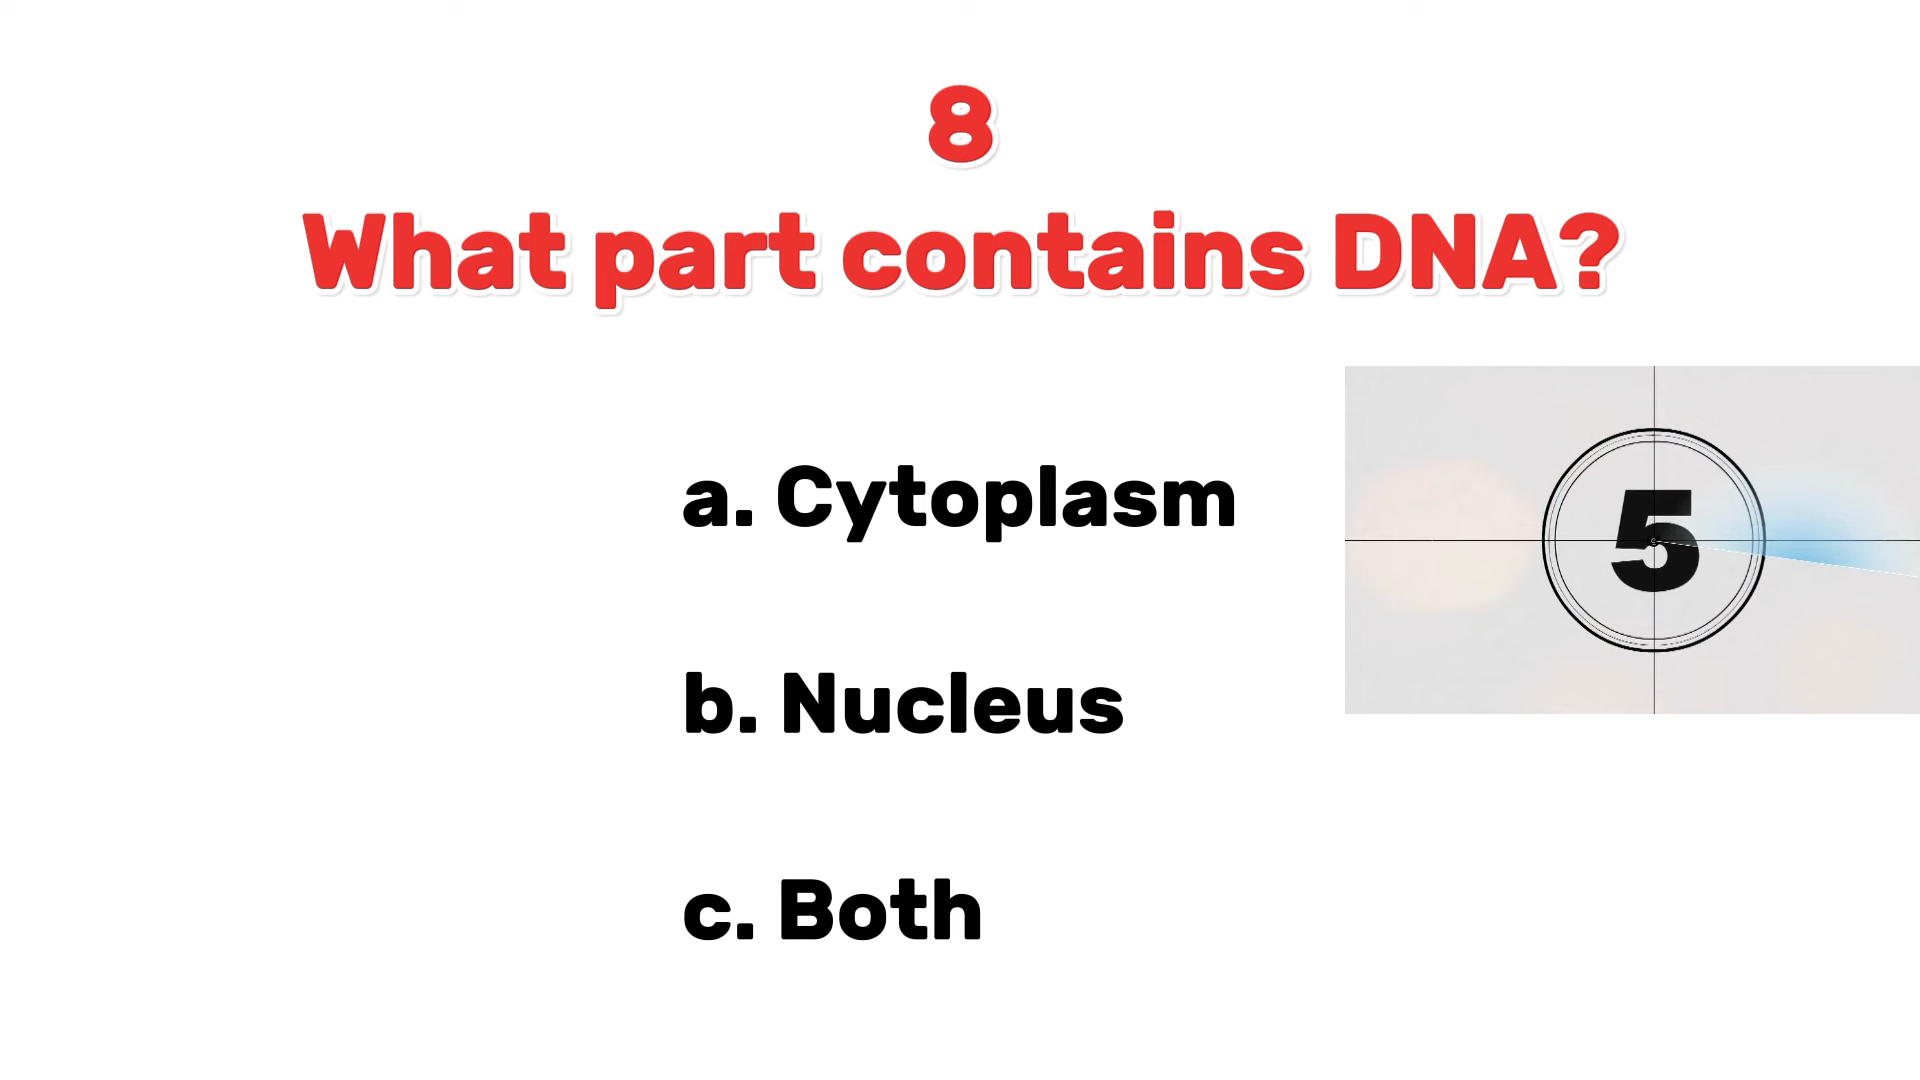 8
What part contains DNA?
a. Cytoplasm
5
b. Nucleus
c. Both